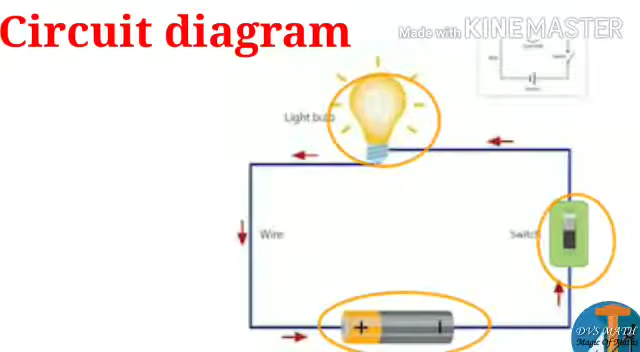 Circuit diagram
Made with KINEMASTER
Light bulb
Wire
Switch
+
DVS MATH
Magic Of Maths